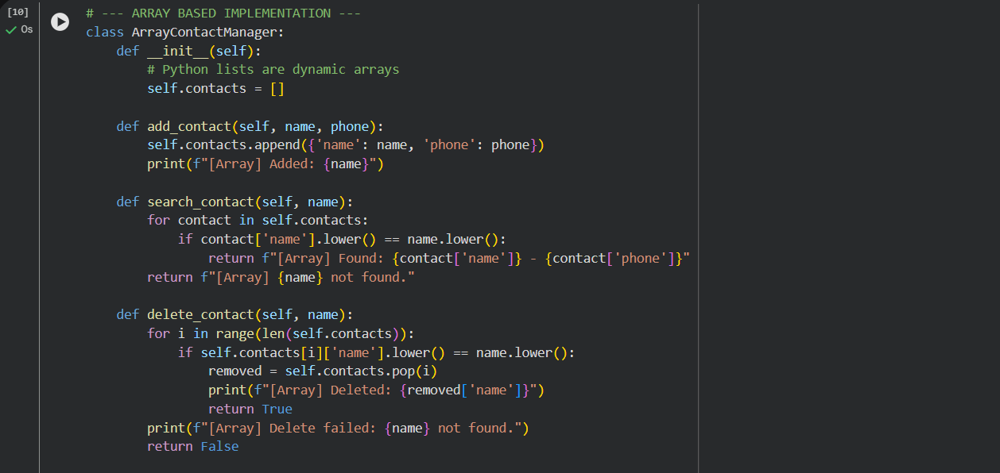 [10]
0s
# --- ARRAY BASED IMPLEMENTATION ---
class ArrayContactManager:
    def __init__(self):
        # Python lists are dynamic arrays
        self.contacts = []

    def add_contact(self, name, phone):
        self.contacts.append({'name': name, 'phone': phone})
        print(f"[Array] Added: {name}")

    def search_contact(self, name):
        for contact in self.contacts:
            if contact['name'].lower() == name.lower():
                return f"[Array] Found: {contact['name']} - {contact['phone']}"
        return f"[Array] {name} not found."

    def delete_contact(self, name):
        for i in range(len(self.contacts)):
            if self.contacts[i]['name'].lower() == name.lower():
                removed = self.contacts.pop(i)
                print(f"[Array] Deleted: {removed['name']}")
                return True
        print(f"[Array] Delete failed: {name} not found.")
        return False